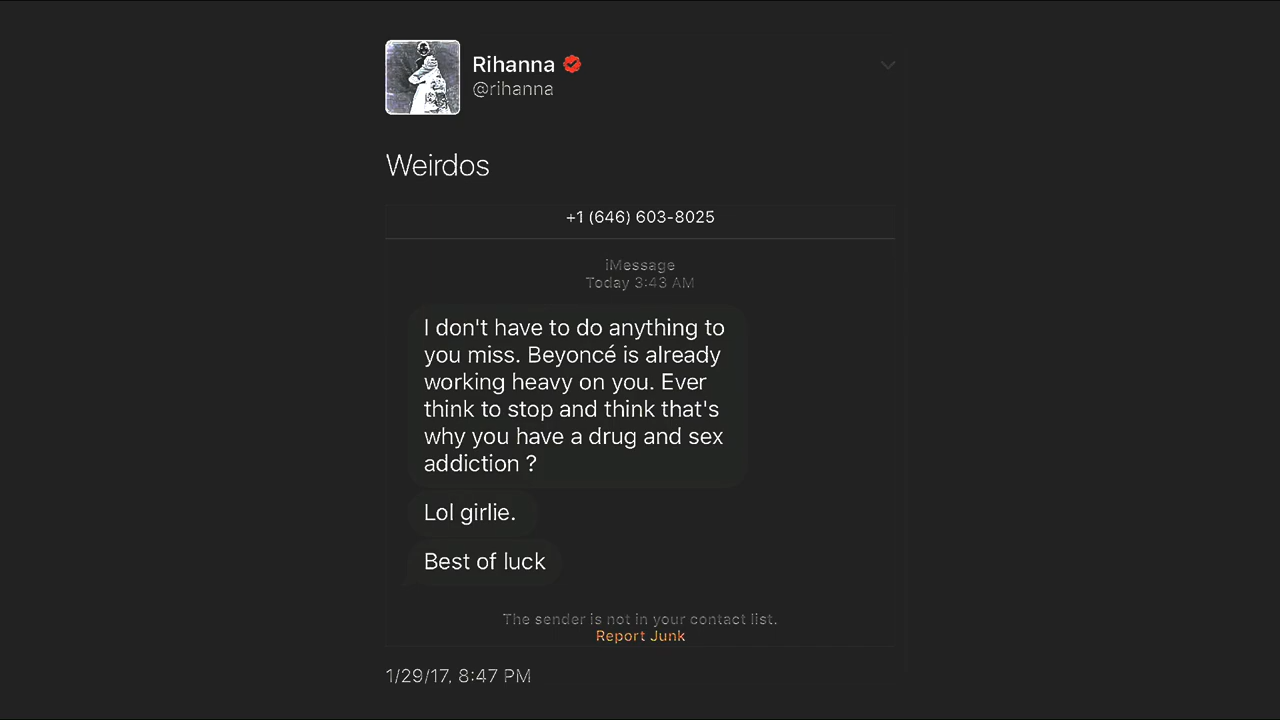 Rihanna
@rihanna
Weirdos
+1 (646) 603-8025
iMessage
Today 3:43 AM
I don't have to do anything to
you miss. Beyoncé is already
working heavy on you. Ever
think to stop and think that's
why you have a drug and sex
addiction ?
Lol girlie.
Best of luck
The sender is not in your contact list.
Report Junk
1/29/17, 8:47 PM